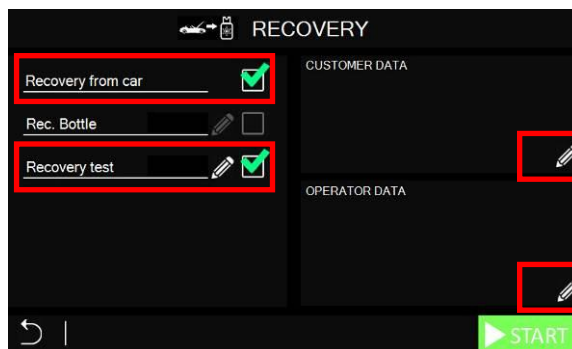 RECOVERY
Recovery from car
Rec. Bottle
Recovery test
CUSTOMER DATA
OPERATOR DATA
START